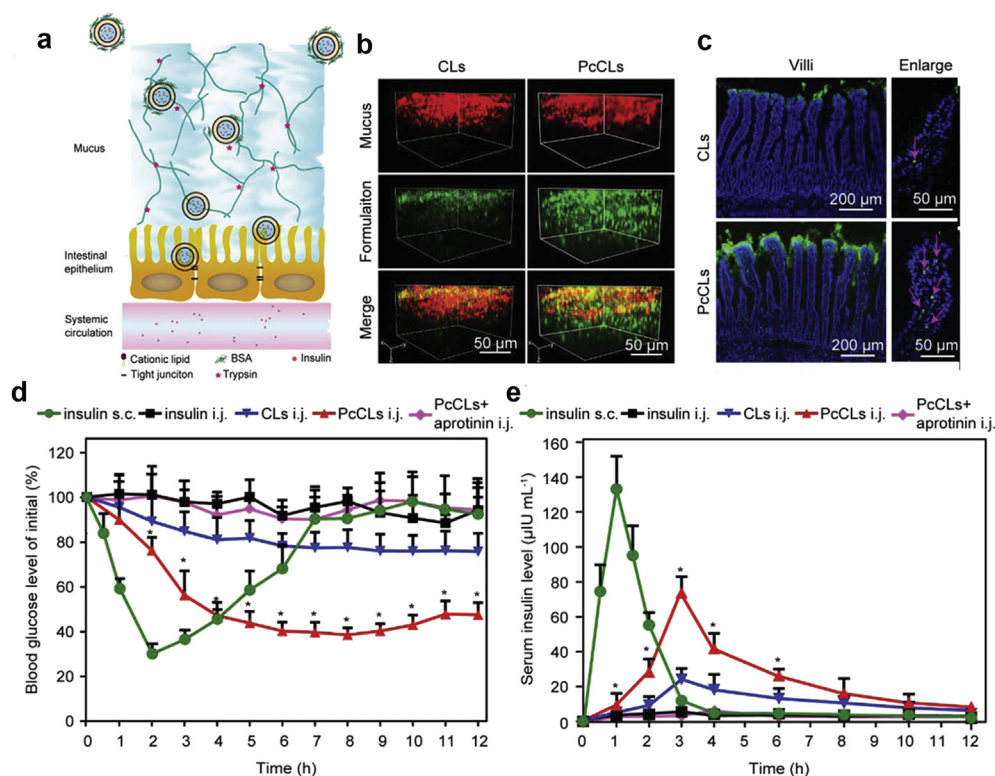 a
Mucus
Intestinal
epithelium
Systemic
circulation
Cationic lipid
BSA
Insulin
Tight junciton
Trypsin
b
CLs
PcCLs
Mucus
Formulaiton
Merge
50 μm
50 μm
c
Villi
Enlarge
CLs
200 μm
50 μm
PcCLs
200 μm
50 μm
d
insulin s.c.
insulin i.j.
CLs i.j.
PcCLs i.j.
PcCLs+
aprotinin i.j.
Blood glucose level of initial (%)
120
100
80
60
40
20
0
* * * * * * * * * * *
0 1 2 3 4 5 6 7 8 9 10 11 12
Time (h)
e
insulin s.c.
insulin i.j.
CLs i.j.
PcCLs i.j.
PcCLs+
aprotinin i.j.
Serum insulin level (μIU mL⁻¹)
160
140
120
100
80
60
40
20
0
* * * * *
0 1 2 3 4 5 6 7 8 9 10 11 12
Time (h)